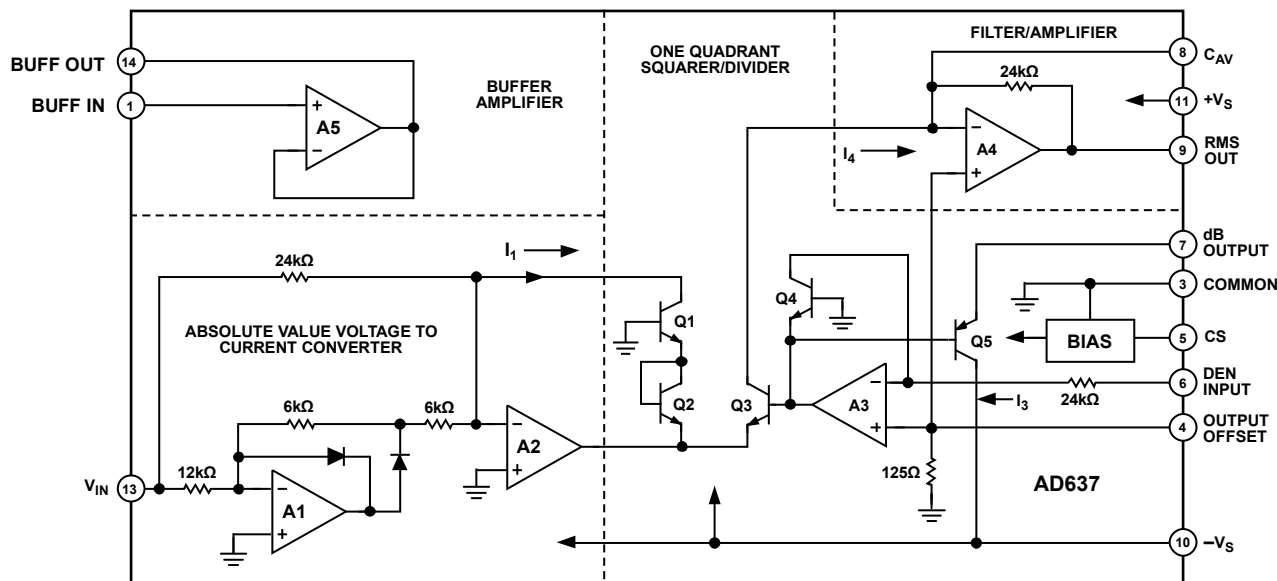 BUFF OUT
14
BUFF IN
1
A5
+
−
BUFFER
AMPLIFIER
ONE QUADRANT
SQUARER/DIVIDER
FILTER/AMPLIFIER
24kΩ
I4
−
A4
+
8
CAV
11
+VS
9
RMS
OUT
I1
24kΩ
ABSOLUTE VALUE VOLTAGE TO
CURRENT CONVERTER
6kΩ
6kΩ
12kΩ
VIN
13
−
A1
+
−
A2
+
Q1
Q2
Q3
Q4
A3
−
+
Q5
I3
24kΩ
125Ω
BIAS
7
dB
OUTPUT
3
COMMON
5
CS
6
DEN
INPUT
4
OUTPUT
OFFSET
AD637
10
−VS